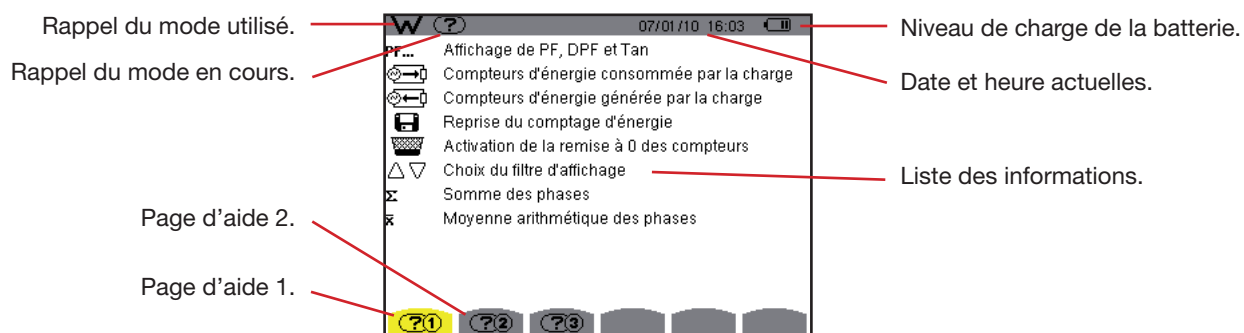 Rappel du mode utilisé.
W ? 07/01/10 16:03
Niveau de charge de la batterie.
PF... Affichage de PF, DPF et Tan
Rappel du mode en cours.
Compteurs d'énergie consommée par la charge
Date et heure actuelles.
Compteurs d'énergie générée par la charge
Reprise du comptage d'énergie
Activation de la remise à 0 des compteurs
Choix du filtre d'affichage
Liste des informations.
Σ Somme des phases
x̄ Moyenne arithmétique des phases
Page d'aide 2.
Page d'aide 1.
?1 ?2 ?3